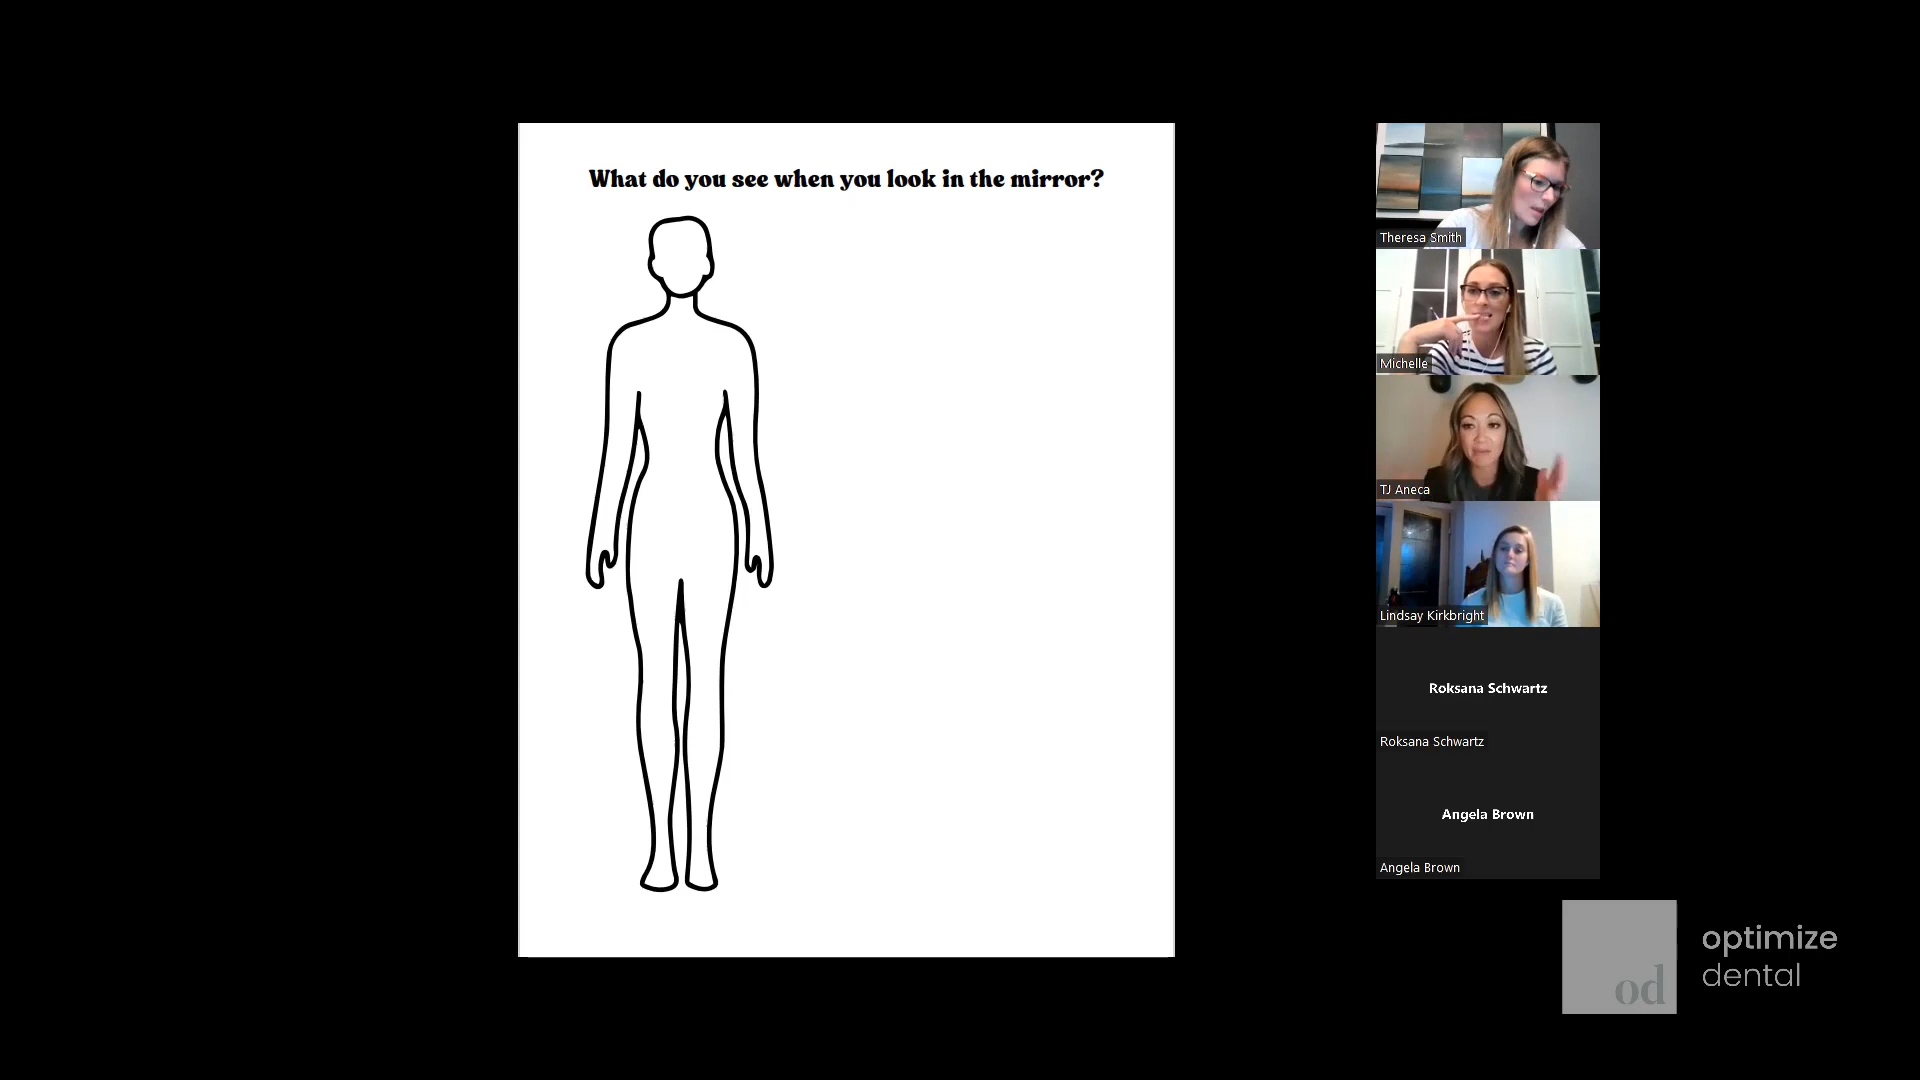 What do you see when you look in the mirror?
Theresa Smith
Michelle
TJ Aneca
Lindsay Kirkbright
Roksana Schwartz
Roksana Schwartz
Angela Brown
Angela Brown
od
optimize
dental